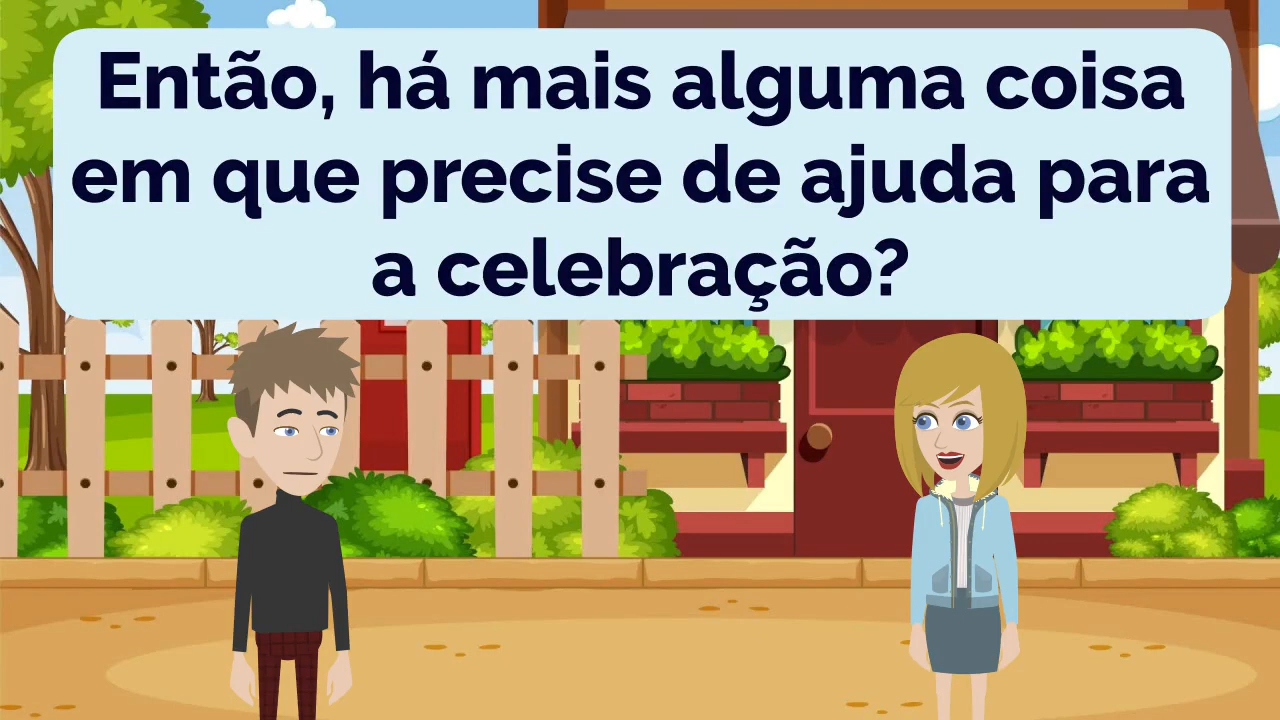 Então, há mais alguma coisa
em que precise de ajuda para
a celebração?